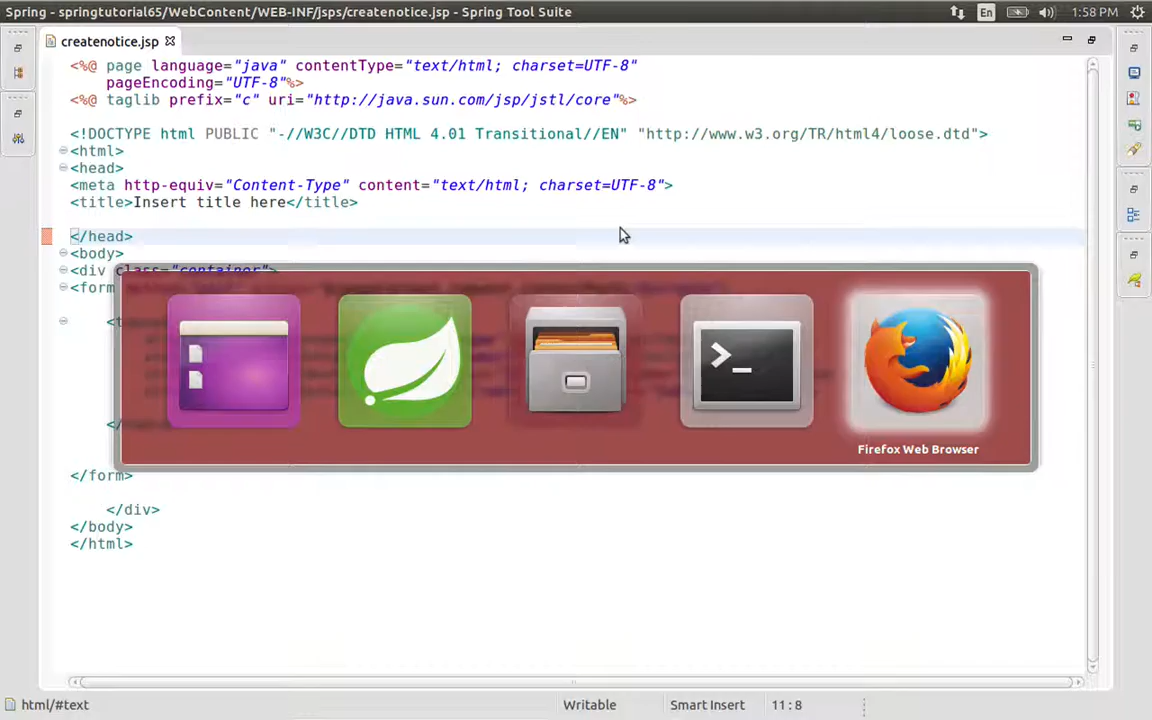 Spring - springtutorial65/WebContent/WEB-INF/jsps/createnotice.jsp - Spring Tool Suite
En
1:58 PM
createnotice.jsp
<%@ page language="java" contentType="text/html; charset=UTF-8"
pageEncoding="UTF-8"%>
<%@ taglib prefix="c" uri="http://java.sun.com/jsp/jstl/core"%>
<!DOCTYPE html PUBLIC "-//W3C//DTD HTML 4.01 Transitional//EN" "http://www.w3.org/TR/html4/loose.dtd">
<html>
<head>
<meta http-equiv="Content-Type" content="text/html; charset=UTF-8">
<title>Insert title here</title>
</head>
<body>
<div class="container">
<form
<t
</
Firefox Web Browser
</form>
</div>
</body>
</html>
html/#text
Writable
Smart Insert
11 : 8